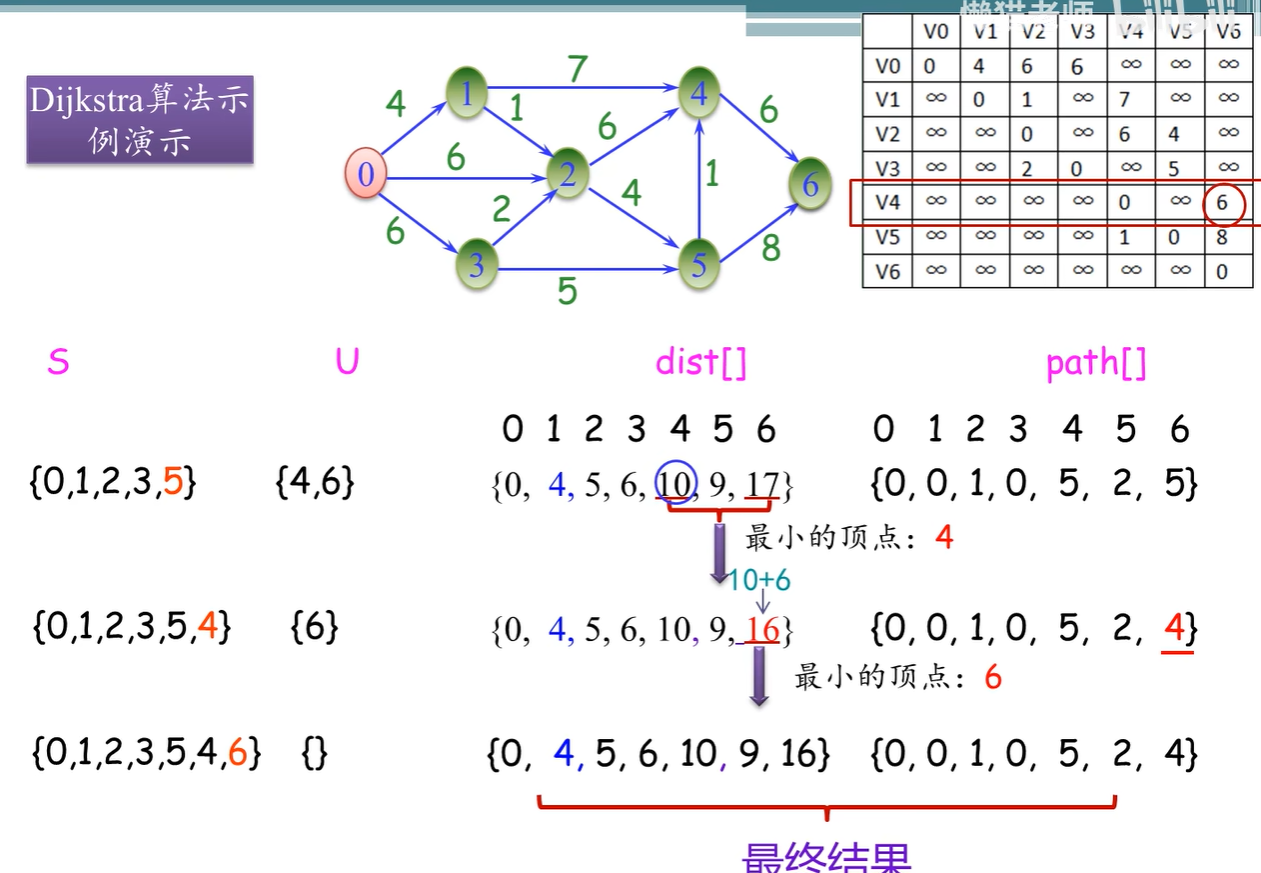 懒猫老师 bilibili
Dijkstra算法示
例演示
7
4
1
4
1
6
6
0
6
2
4
1
6
2
6
3
5
8
5
V0 V1 V2 V3 V4 V5 V6
V0 0 4 6 6 ∞ ∞ ∞
V1 ∞ 0 1 ∞ 7 ∞ ∞
V2 ∞ ∞ 0 ∞ 6 4 ∞
V3 ∞ ∞ 2 0 ∞ 5 ∞
V4 ∞ ∞ ∞ ∞ 0 ∞ 6
V5 ∞ ∞ ∞ ∞ 1 0 8
V6 ∞ ∞ ∞ ∞ ∞ ∞ 0
S U dist[] path[]
0 1 2 3 4 5 6 0 1 2 3 4 5 6
{0,1,2,3,5} {4,6} {0, 4, 5, 6, 10, 9, 17} {0, 0, 1, 0, 5, 2, 5}
最小的顶点：4
10+6
{0,1,2,3,5,4} {6} {0, 4, 5, 6, 10, 9, 16} {0, 0, 1, 0, 5, 2, 4}
最小的顶点：6
{0,1,2,3,5,4,6} {} {0, 4, 5, 6, 10, 9, 16} {0, 0, 1, 0, 5, 2, 4}
最终结果